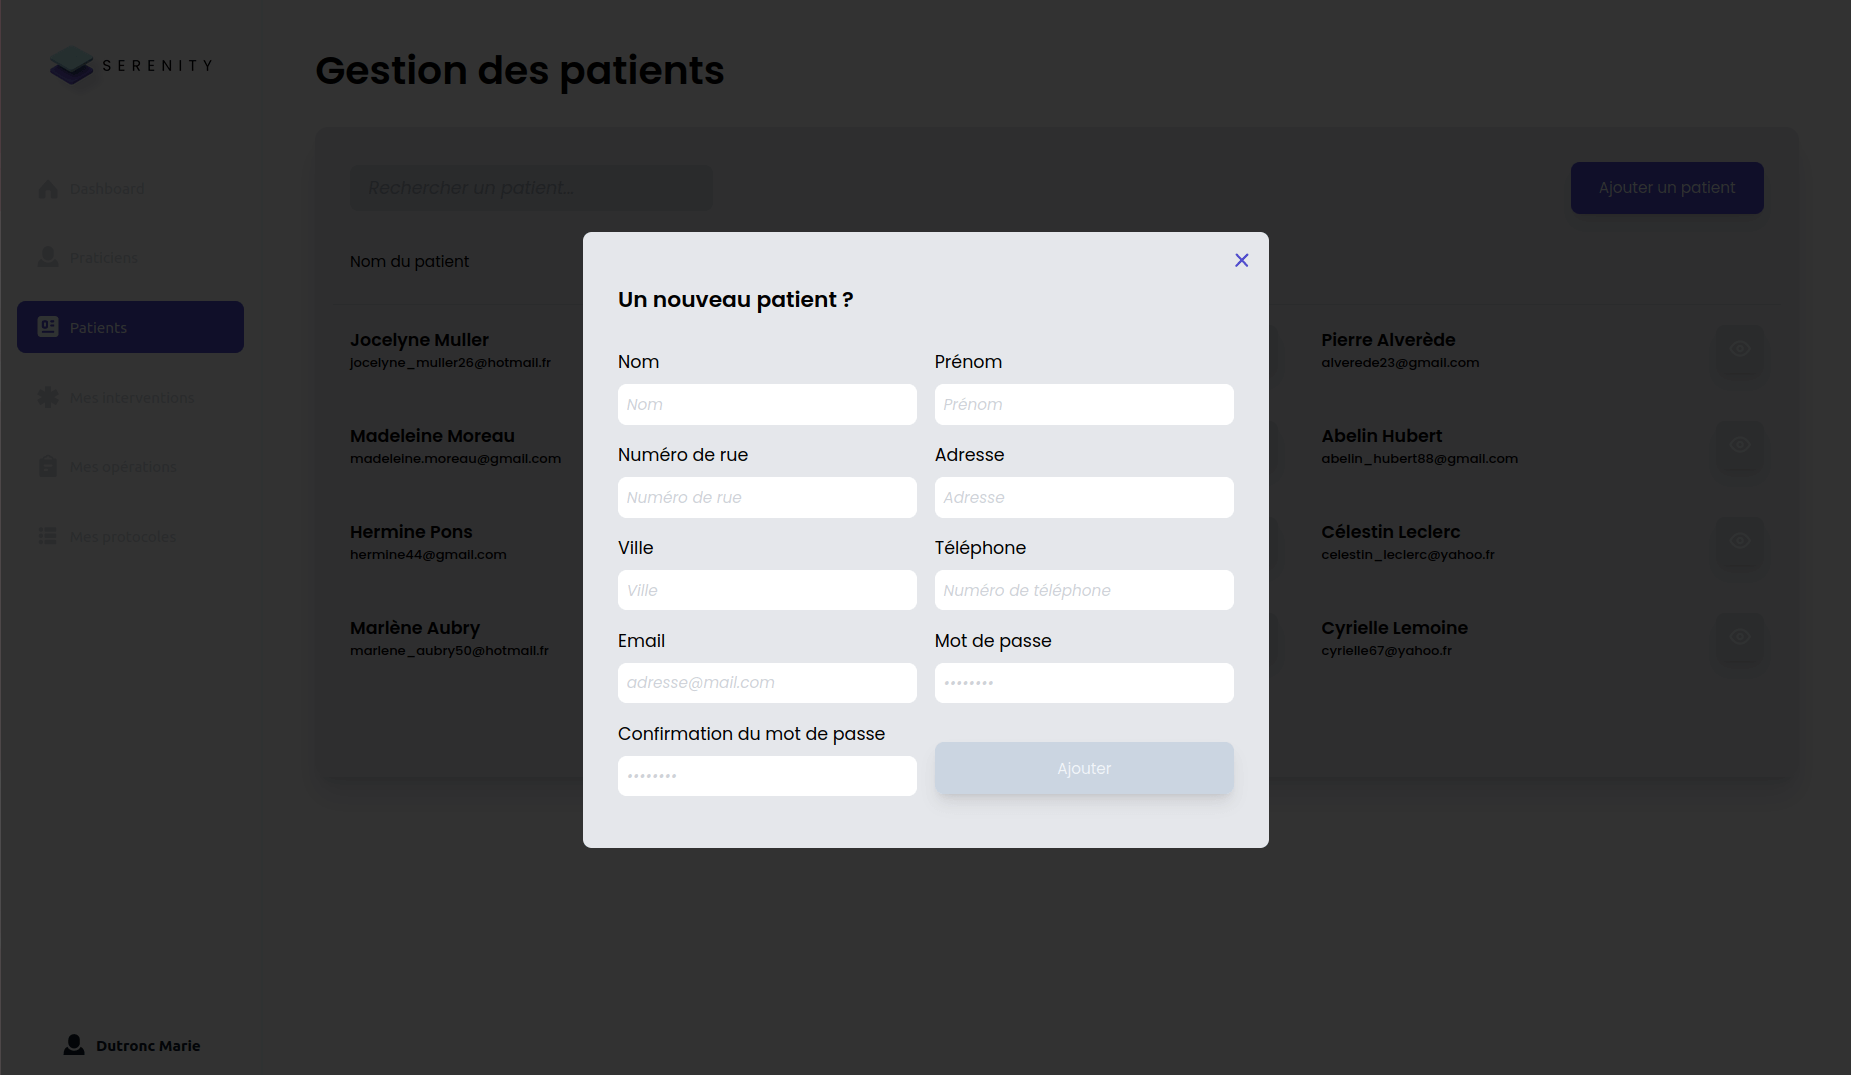 SERENITY
Gestion des patients
Dashboard
Praticiens
Patients
Mes interventions
Mes operations
Mes protocoles
Dutronc Marie
Rechercher un patient...
Ajouter un patient
Nom du patient
Jocelyne Muller
jocelyne_muller26@hotmail.fr
Madeleine Moreau
madeleine.moreau@gmail.com
Hermine Pons
hermine44@gmail.com
Marlène Aubry
marlene_aubry50@hotmail.fr
Pierre Alverède
alverede23@gmail.com
Abelin Hubert
abelin_hubert88@gmail.com
Célestin Leclerc
celestin_leclerc@yahoo.fr
Cyrielle Lemoine
cyrielle67@yahoo.fr
Un nouveau patient ?
Nom
Prénom
Nom
Prénom
Numéro de rue
Adresse
Numéro de rue
Adresse
Ville
Téléphone
Ville
Numéro de téléphone
Email
Mot de passe
adresse@mail.com
••••••••
Confirmation du mot de passe
••••••••
Ajouter